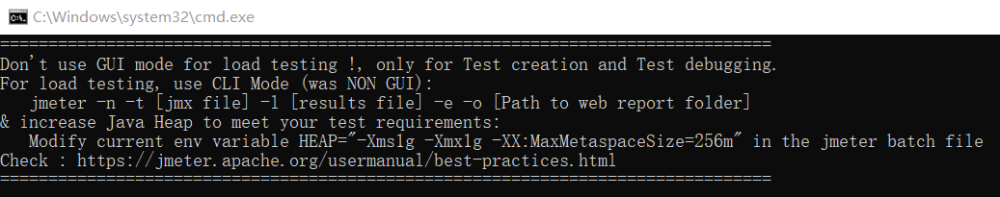 C:\Windows\system32\cmd.exe
================================================================================
Don't use GUI mode for load testing !, only for Test creation and Test debugging.
For load testing, use CLI Mode (was NON GUI):
   jmeter -n -t [jmx file] -l [results file] -e -o [Path to web report folder]
& increase Java Heap to meet your test requirements:
   Modify current env variable HEAP="-Xms1g -Xmx1g -XX:MaxMetaspaceSize=256m" in the jmeter batch file
Check : https://jmeter.apache.org/usermanual/best-practices.html
================================================================================